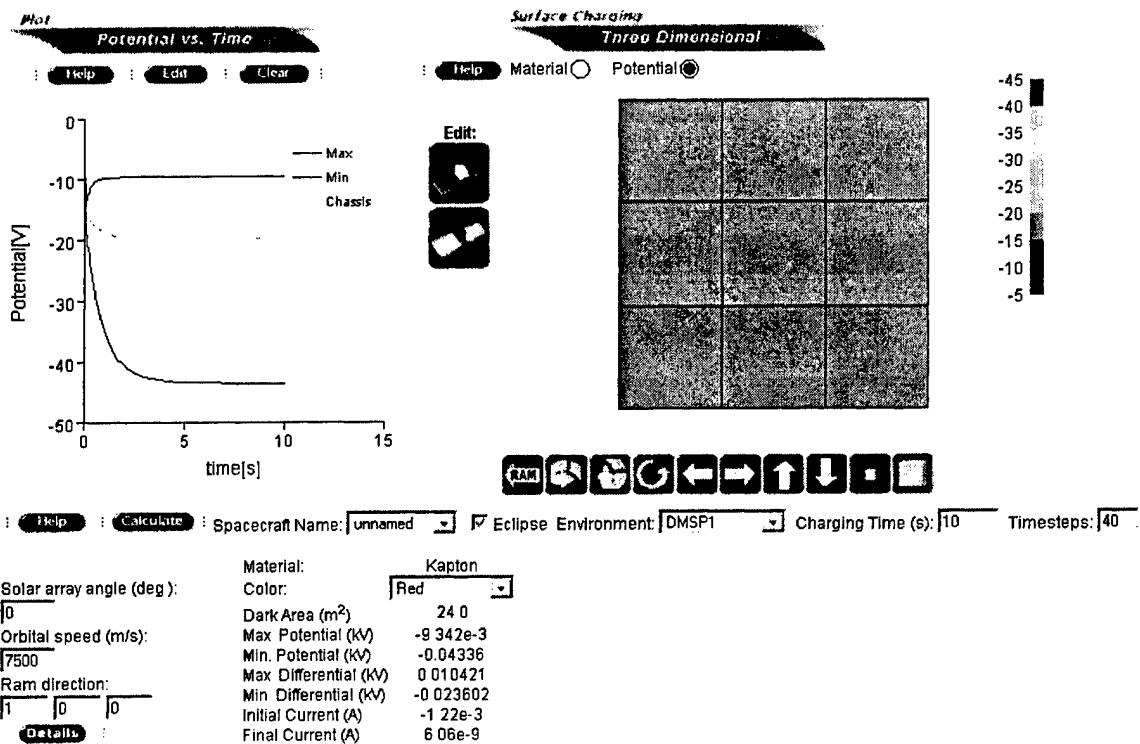 Plot
Potential vs. Time
Help Edit Clear
0
-10
-20
-30
-40
-50
Potential[V]
0 5 10 15
time[s]
Max
Min
Chassis
Surface Charging
Three Dimensional
Help Material Potential
Edit:
-45
-40
-35
-30
-25
-20
-15
-10
-5
RAM
Help Calculate Spacecraft Name: unnamed Eclipse Environment: DMSP1 Charging Time (s): 10 Timesteps: 40
Solar array angle (deg ):
0
Orbital speed (m/s):
7500
Ram direction:
1 0 0
Details
Material: Kapton
Color: Red
Dark Area (m²) 24 0
Max Potential (kV) -9 342e-3
Min. Potential (kV) -0.04336
Max Differential (kV) 0 010421
Min Differential (kV) -0 023602
Initial Current (A) -1 22e-3
Final Current (A) 6 06e-9